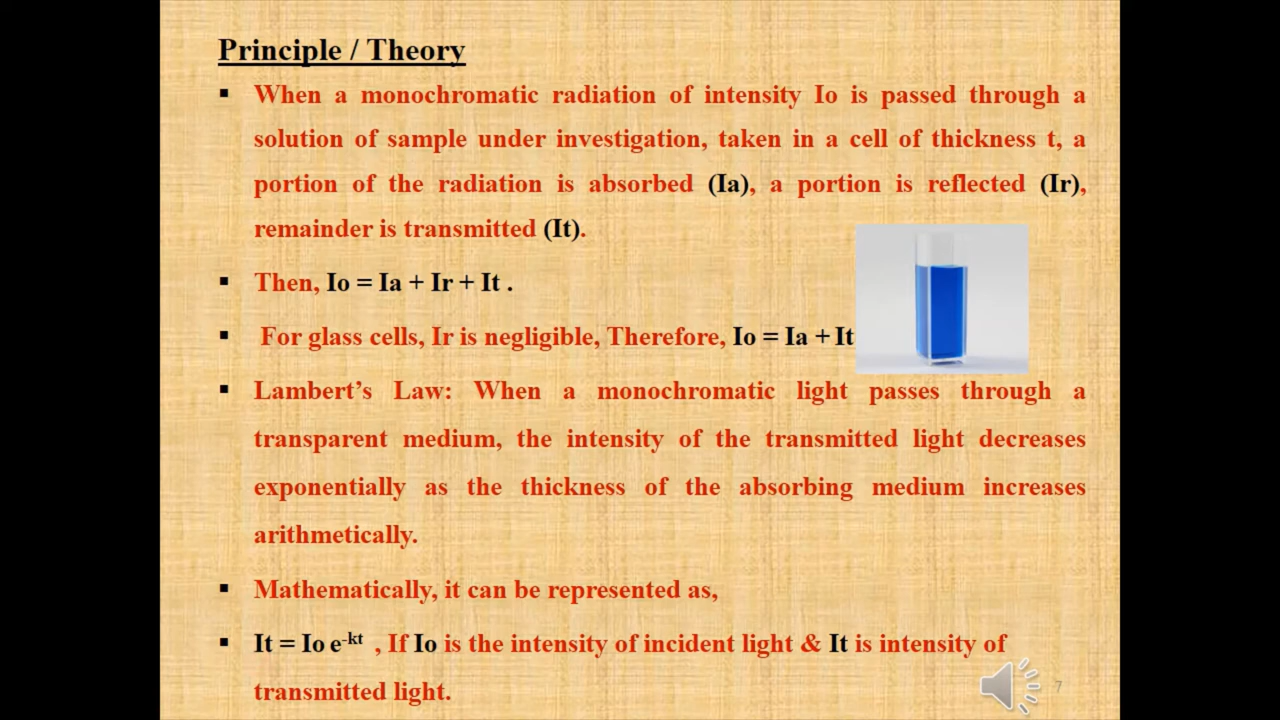 Principle / Theory
▪ When a monochromatic radiation of intensity Io is passed through a
solution of sample under investigation, taken in a cell of thickness t, a
portion of the radiation is absorbed (Ia), a portion is reflected (Ir),
remainder is transmitted (It).
▪ Then, Io = Ia + Ir + It .
▪ For glass cells, Ir is negligible, Therefore, Io = Ia + It
▪ Lambert’s Law: When a monochromatic light passes through a
transparent medium, the intensity of the transmitted light decreases
exponentially as the thickness of the absorbing medium increases
arithmetically.
▪ Mathematically, it can be represented as,
▪ It = Io e⁻ᵏᵗ , If Io is the intensity of incident light & It is intensity of
transmitted light.
7